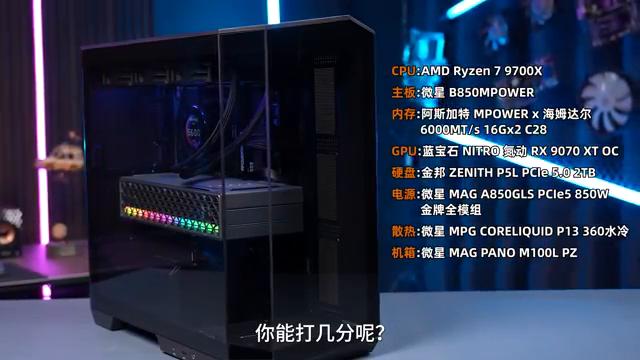 CPU:AMD Ryzen 7 9700X
主板:微星 B850MPOWER
内存:阿斯加特 MPOWER x 海姆达尔
6000MT/s 16Gx2 C28
GPU:蓝宝石 NITRO 氮动 RX 9070 XT OC
硬盘:金邦 ZENITH P5L PCIe 5.0 2TB
电源:微星 MAG A850GLS PCIe5 850W
金牌全模组
散热:微星 MPG CORELIQUID P13 360水冷
机箱:微星 MAG PANO M100L PZ
你能打几分呢？